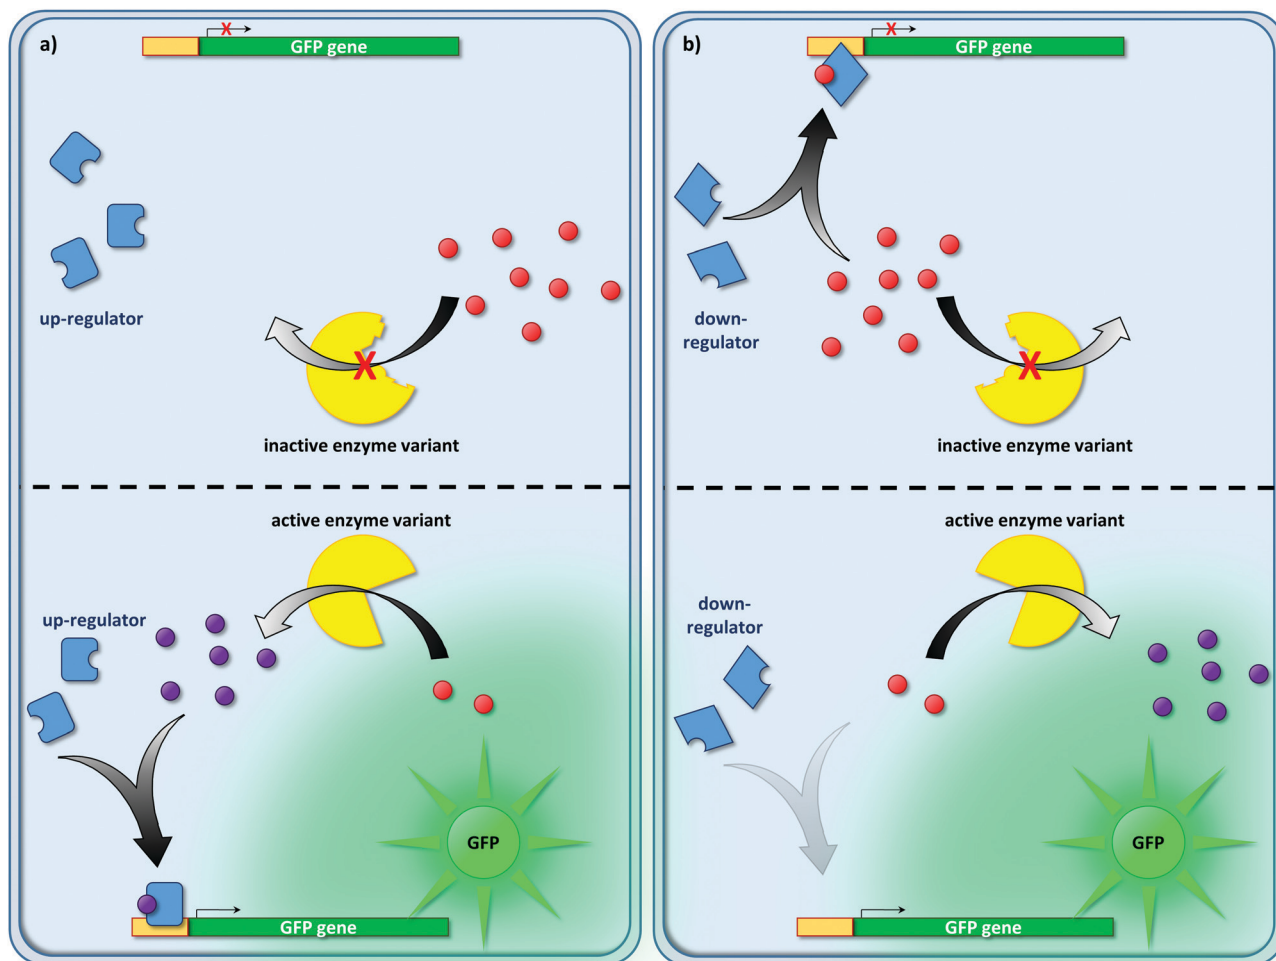 a)
X
GFP gene
up-regulator
X
inactive enzyme variant
active enzyme variant
up-regulator
GFP
GFP gene
b)
X
GFP gene
down-
regulator
X
inactive enzyme variant
active enzyme variant
down-
regulator
GFP
GFP gene